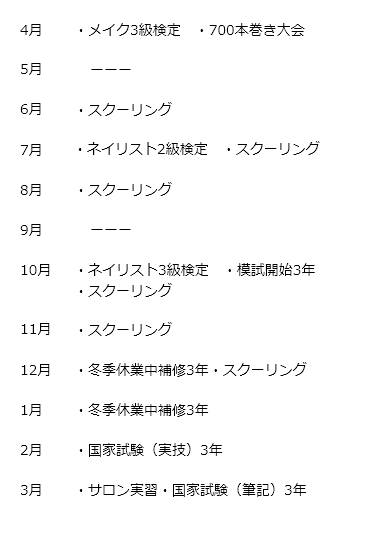 4月 ・メイク3級検定 ・700本巻き大会
5月 ーーー
6月 ・スクーリング
7月 ・ネイリスト2級検定 ・スクーリング
8月 ・スクーリング
9月 ーーー
10月 ・ネイリスト3級検定 ・模試開始3年
・スクーリング
11月 ・スクーリング
12月 ・冬季休業中補修3年・スクーリング
1月 ・冬季休業中補修3年
2月 ・国家試験（実技）3年
3月 ・サロン実習・国家試験（筆記）3年